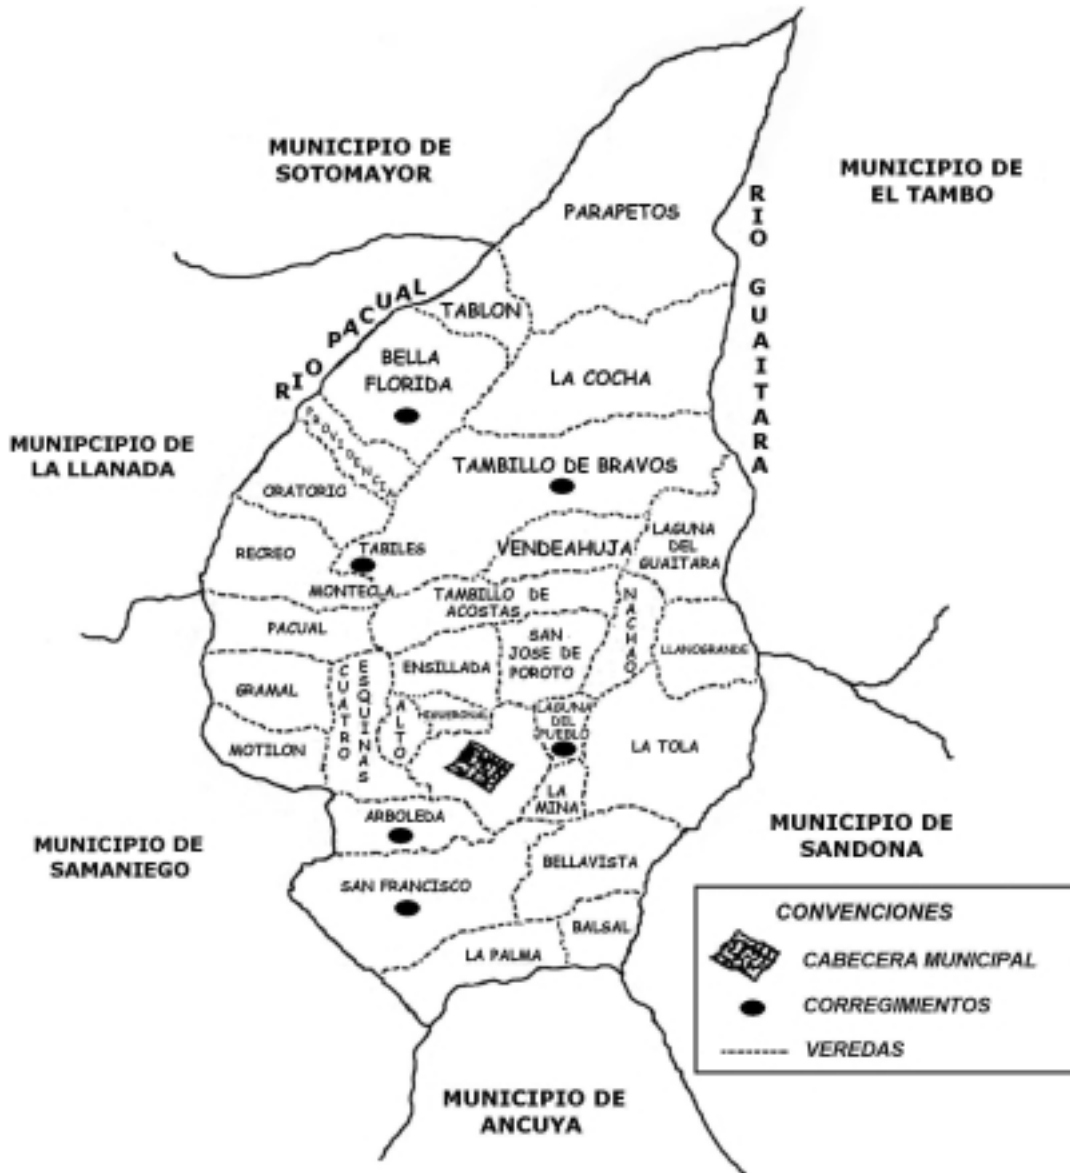 MUNICIPIO DE
SOTOMAYOR
MUNICIPIO DE
EL TAMBO
PARAPETOS
RIO GUAITARA
RIO PACUAL
TABLON
BELLA
FLORIDA
LA COCHA
MUNIPCIPIO DE
LA LLANADA
PROVIDENCIA
TAMBILLO DE BRAVOS
ORATORIO
RECREO
TABILES
VENDEAHUJA
LAGUNA
DEL
GUAITARA
MONTECLA
TAMBILLO DE
ACOSTAS
NACHAO
PACUAL
SAN
JOSE DE
POROTO
ENSILLADA
LLANOGRANDE
GRAMAL
CUATRO
ESQUINAS
ALTO
LAGUNA
DEL
PUEBLO
MOTILON
LA TOLA
LA
MINA
ARBOLEDA
MUNICIPIO DE
SAMANIEGO
MUNICIPIO DE
SANDONA
BELLAVISTA
SAN FRANCISCO
BALSAL
LA PALMA
CONVENCIONES
CABECERA MUNICIPAL
CORREGIMIENTOS
VEREDAS
MUNICIPIO DE
ANCUYA